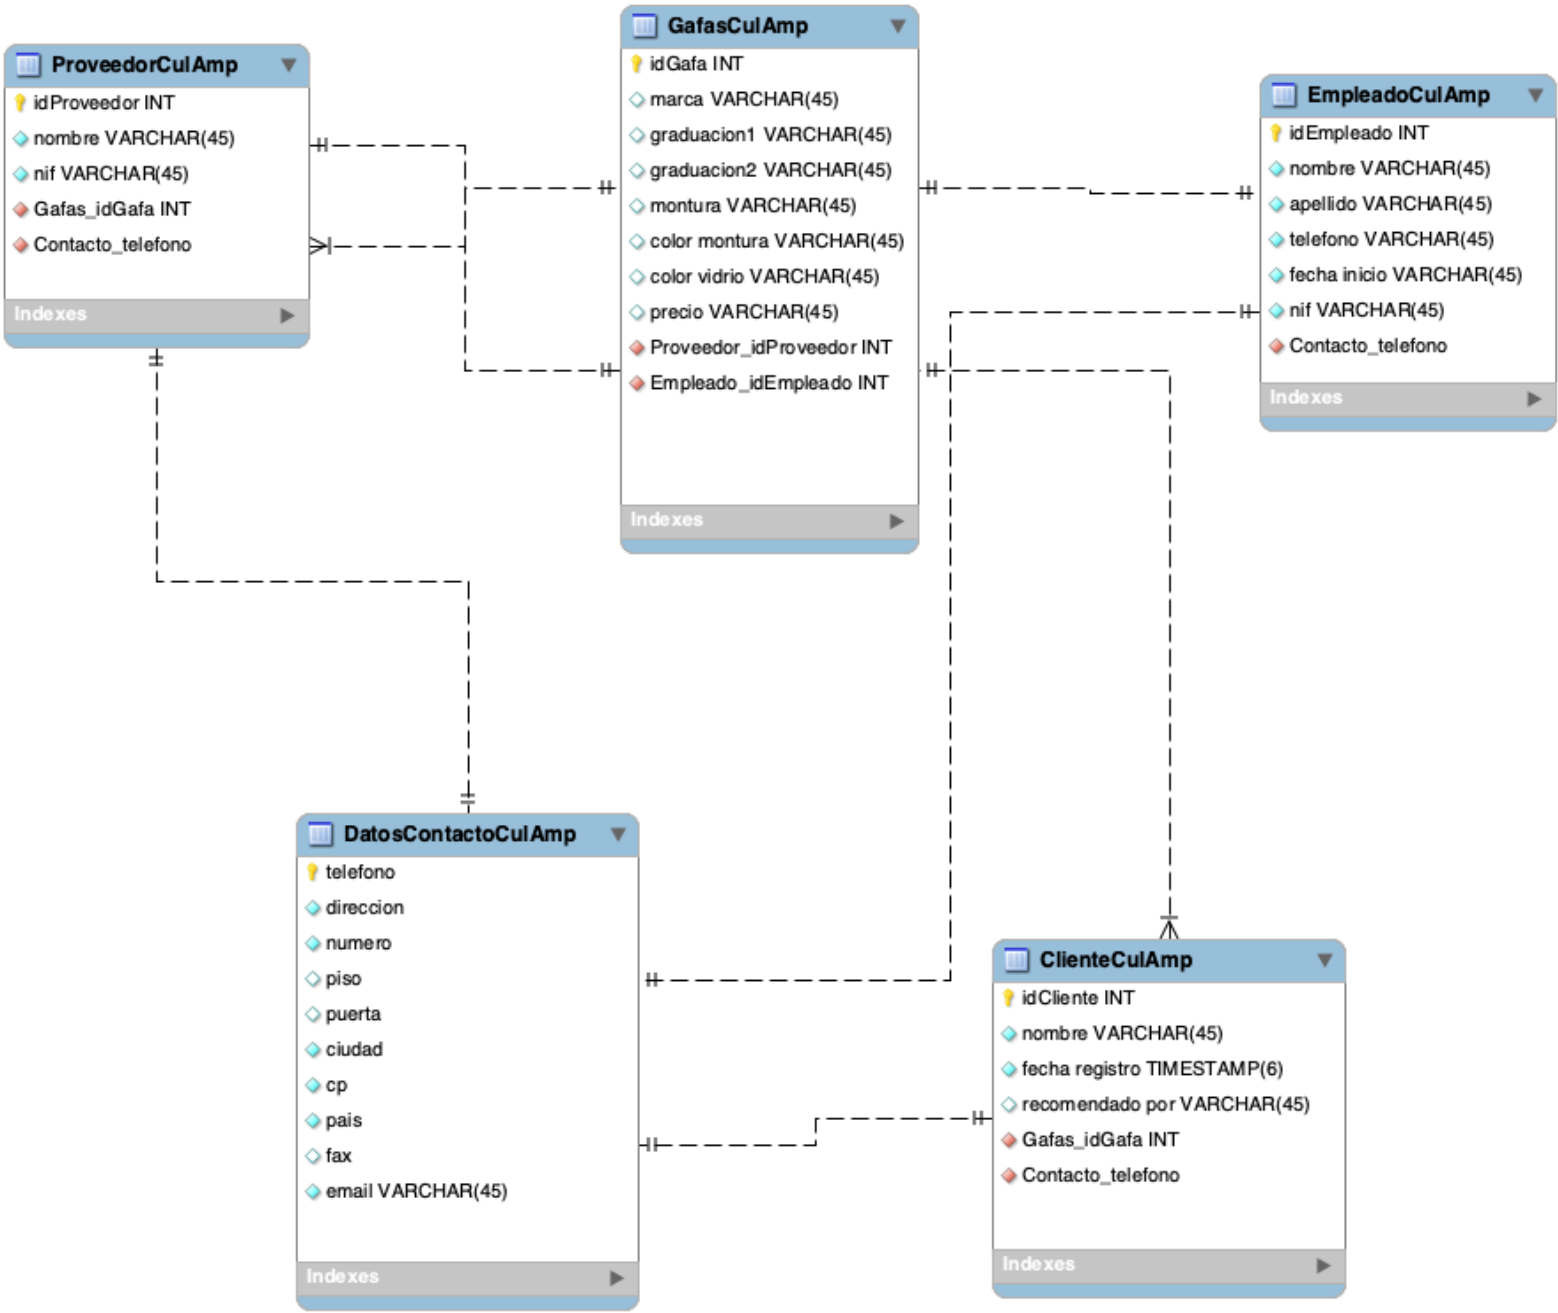 ProveedorCulAmp
idProveedor INT
nombre VARCHAR(45)
nif VARCHAR(45)
Gafas_idGafa INT
Contacto_telefono
Indexes
GafasCulAmp
idGafa INT
marca VARCHAR(45)
graduacion1 VARCHAR(45)
graduacion2 VARCHAR(45)
montura VARCHAR(45)
color montura VARCHAR(45)
color vidrio VARCHAR(45)
precio VARCHAR(45)
Proveedor_idProveedor INT
Empleado_idEmpleado INT
Indexes
EmpleadoCulAmp
idEmpleado INT
nombre VARCHAR(45)
apellido VARCHAR(45)
telefono VARCHAR(45)
fecha inicio VARCHAR(45)
nif VARCHAR(45)
Contacto_telefono
Indexes
DatosContactoCulAmp
telefono
direccion
numero
piso
puerta
ciudad
cp
pais
fax
email VARCHAR(45)
Indexes
ClienteCulAmp
idCliente INT
nombre VARCHAR(45)
fecha registro TIMESTAMP(6)
recomendado por VARCHAR(45)
Gafas_idGafa INT
Contacto_telefono
Indexes